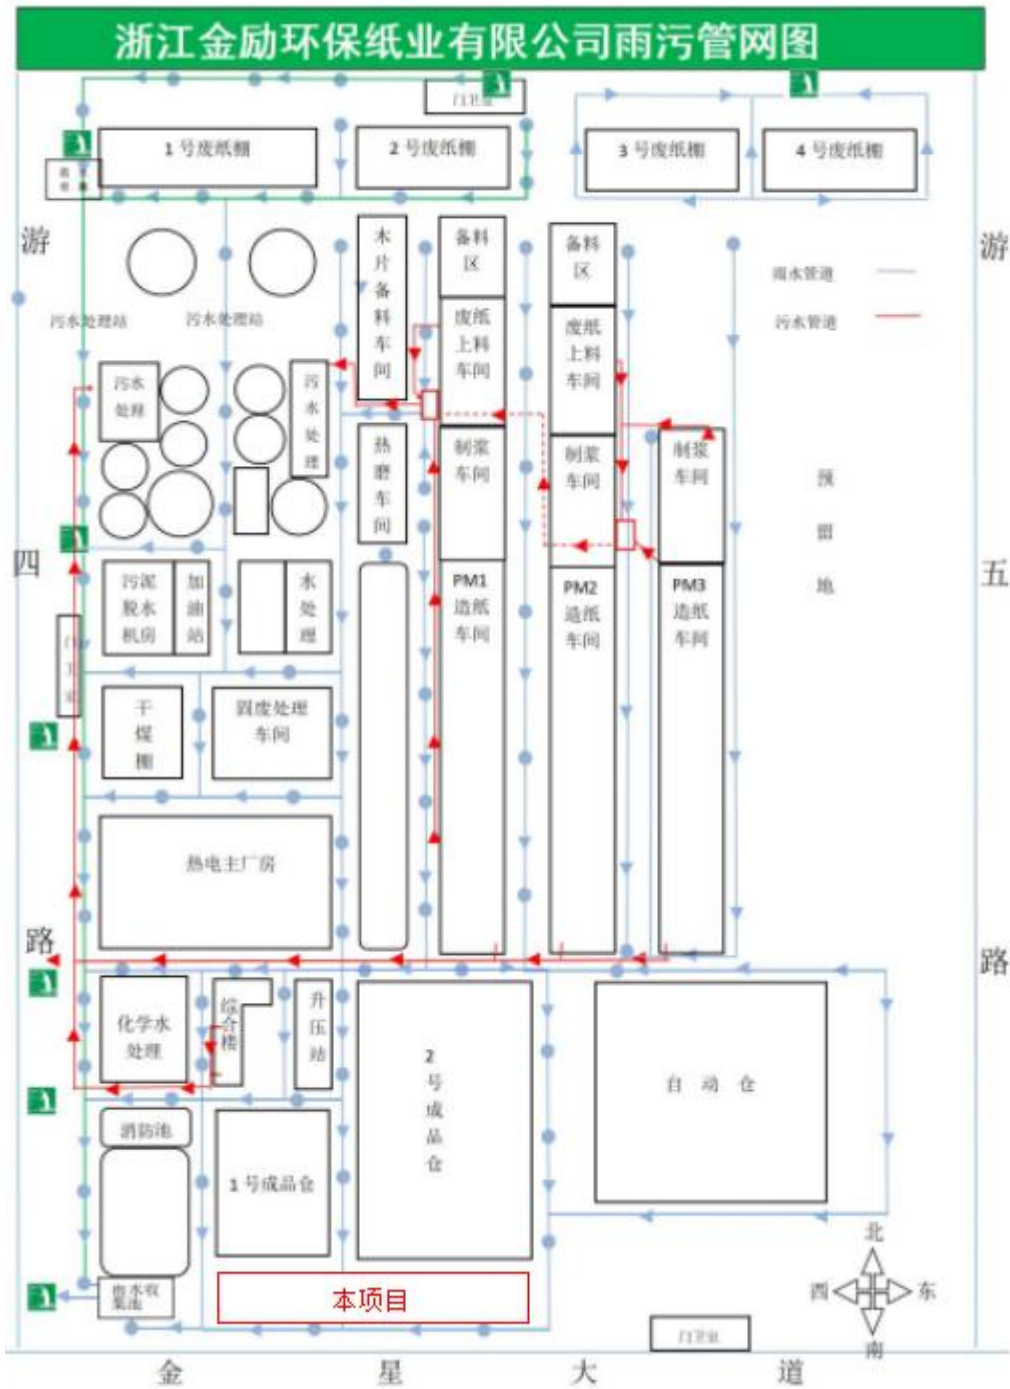 浙江金励环保纸业有限公司雨污管网图
门卫室
1号废纸棚
2号废纸棚
3号废纸棚
4号废纸棚
游
四
路
游
五
路
污水处理站
污水处理站
木片备料车间
备料区
备料区
雨水管道
污水管道
废纸上料车间
废纸上料车间
污水处理
污水处理
热磨车间
制浆车间
制浆车间
制浆车间
预留地
污泥脱水机房
加油站
水处理
PM1
造纸车间
PM2
造纸车间
PM3
造纸车间
门卫室
干煤棚
固废处理车间
热电主厂房
化学水处理
综合楼
升压站
2号成品仓
自动仓
消防池
1号成品仓
雨水收集池
本项目
北
西
东
南
门卫室
金星大道